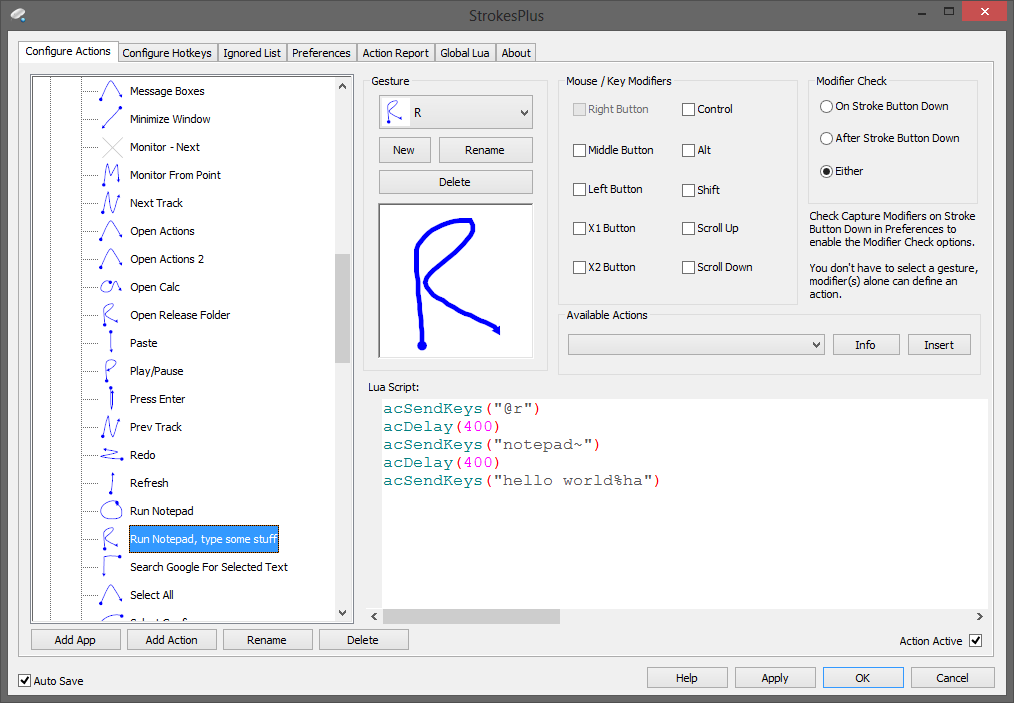 StrokesPlus
Configure Actions
Configure Hotkeys
Ignored List
Preferences
Action Report
Global Lua
About
Message Boxes
Minimize Window
Monitor - Next
Monitor From Point
Next Track
Open Actions
Open Actions 2
Open Calc
Open Release Folder
Paste
Play/Pause
Press Enter
Prev Track
Redo
Refresh
Run Notepad
Run Notepad, type some stuff
Search Google For Selected Text
Select All
Add App
Add Action
Rename
Delete
Gesture
R
New
Rename
Delete
Mouse / Key Modifiers
Right Button
Control
Middle Button
Alt
Left Button
Shift
X1 Button
Scroll Up
X2 Button
Scroll Down
Modifier Check
On Stroke Button Down
After Stroke Button Down
Either
Check Capture Modifiers on Stroke
Button Down in Preferences to
enable the Modifier Check options.
You don't have to select a gesture,
modifier(s) alone can define an
action.
Available Actions
Info
Insert
Lua Script:
acSendKeys("@r")
acDelay(400)
acSendKeys("notepad~")
acDelay(400)
acSendKeys("hello world%ha")
Action Active
Auto Save
Help
Apply
OK
Cancel